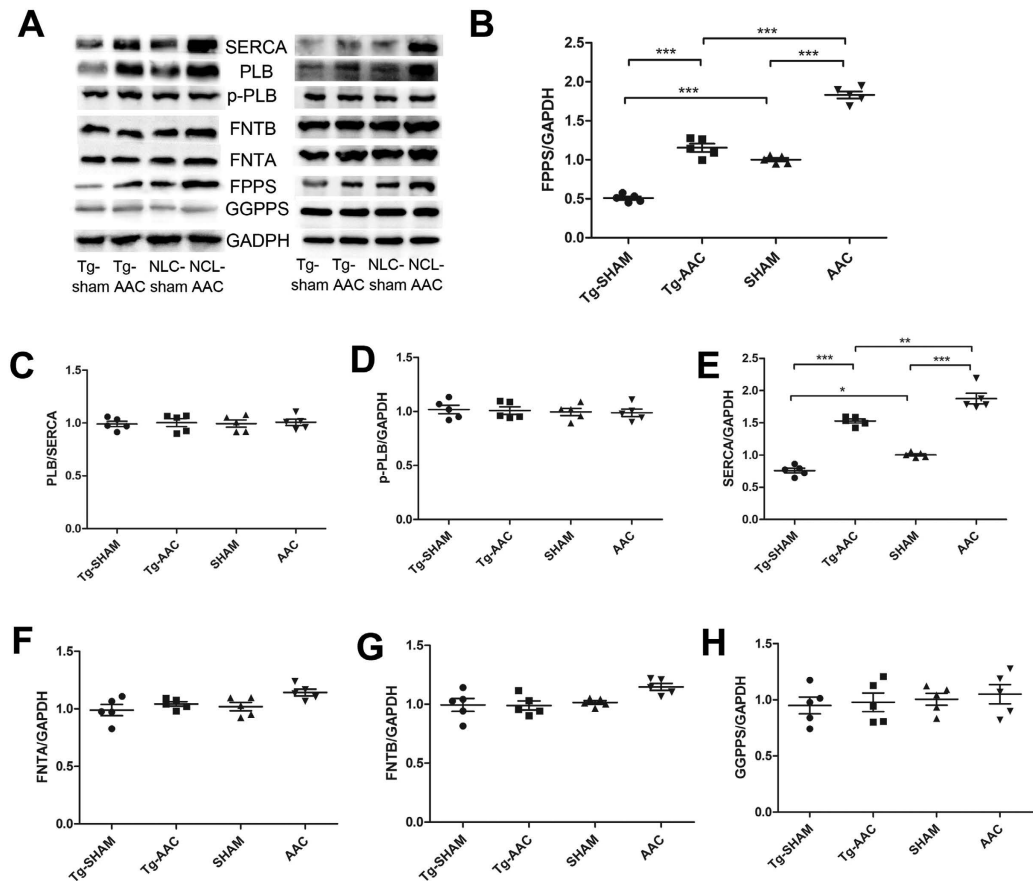 A
SERCA
PLB
p-PLB
FNTB
FNTA
FPPS
GGPPS
GADPH
Tg- Tg- NLC- NCL-
sham AAC sham AAC
Tg- Tg- NLC- NCL-
sham AAC sham AAC
B
FPPS/GAPDH
2.5
2.0
1.5
1.0
0.5
0.0
***
***
***
***
Tg-SHAM
Tg-AAC
SHAM
AAC
C
PLB/SERCA
1.5
1.0
0.5
0.0
Tg-SHAM
Tg-AAC
SHAM
AAC
D
p-PLB/GAPDH
1.5
1.0
0.5
0.0
Tg-SHAM
Tg-AAC
SHAM
AAC
E
SERCA/GAPDH
2.5
2.0
1.5
1.0
0.5
0.0
**
***
***
*
Tg-SHAM
Tg-AAC
SHAM
AAC
F
FNTA/GAPDH
1.5
1.0
0.5
0.0
Tg-SHAM
Tg-AAC
SHAM
AAC
G
FNTB/GAPDH
1.5
1.0
0.5
0.0
Tg-SHAM
Tg-AAC
SHAM
AAC
H
GGPPS/GAPDH
1.5
1.0
0.5
0.0
Tg-SHAM
Tg-AAC
SHAM
AAC